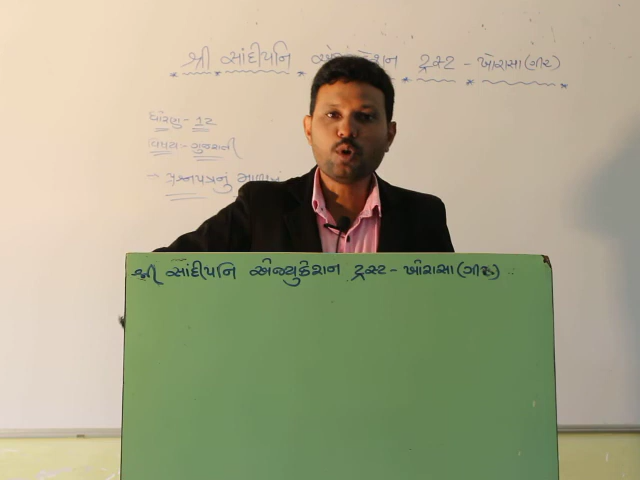 શ્રી સાંદીપનિ એજ્યુકેશન ટ્રસ્ટ - ખોરાસા (ગીર)
ધોરણ - 12
વિષય - ગુજરાતી
→ પ્રશ્નપત્રનું
શ્રી સાંદીપનિ એજ્યુકેશન ટ્રસ્ટ - ખોરાસા (ગીર)